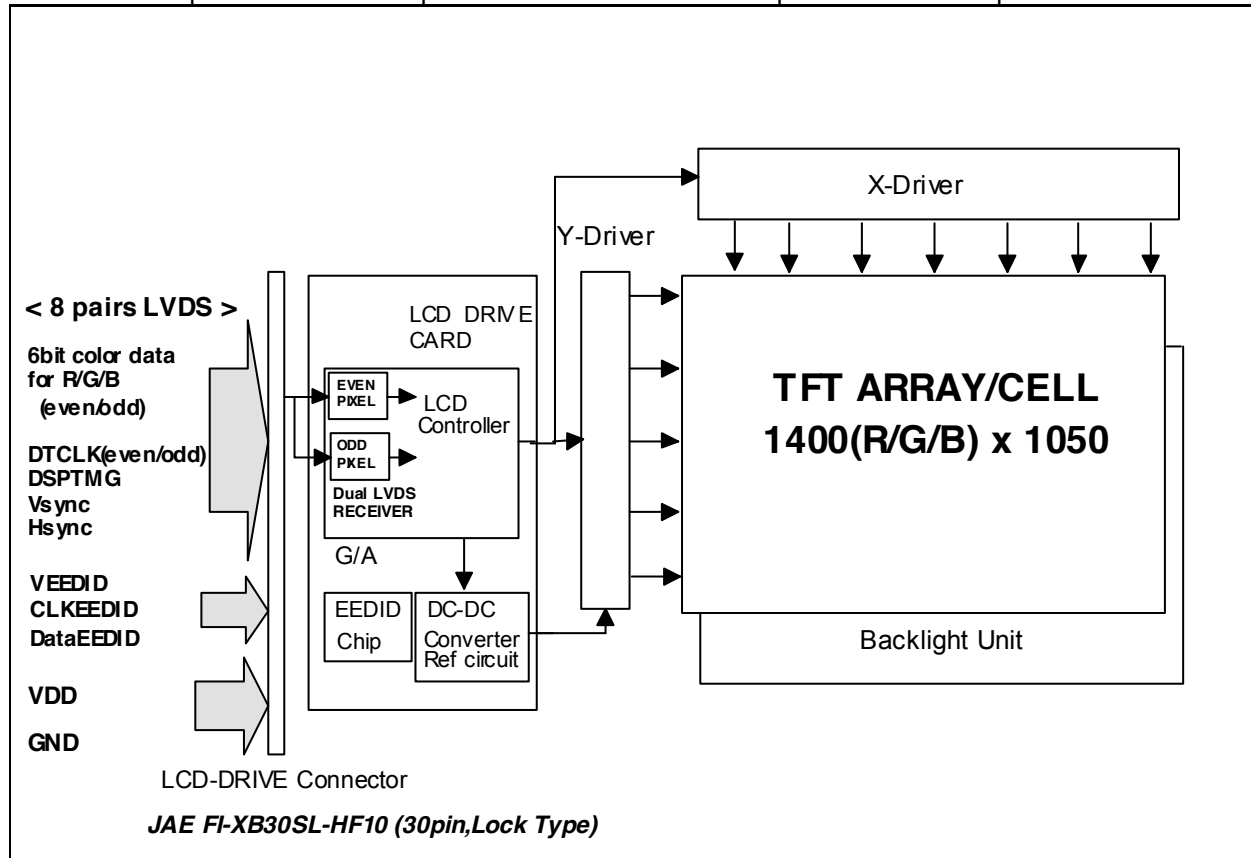 X-Driver
Y-Driver
< 8 pairs LVDS >
6bit color data
for R/G/B
(even/odd)
DTCLK(even/odd)
DSPTMG
Vsync
Hsync
VEEDID
CLKEEDID
DataEEDID
VDD
GND
LCD DRIVE
CARD
EVEN
PIXEL
LCD
Controller
ODD
PIXEL
Dual LVDS
RECEIVER
G/A
EEDID
Chip
DC-DC
Converter
Ref circuit
TFT ARRAY/CELL
1400(R/G/B) x 1050
Backlight Unit
LCD-DRIVE Connector
JAE FI-XB30SL-HF10 (30pin,Lock Type)